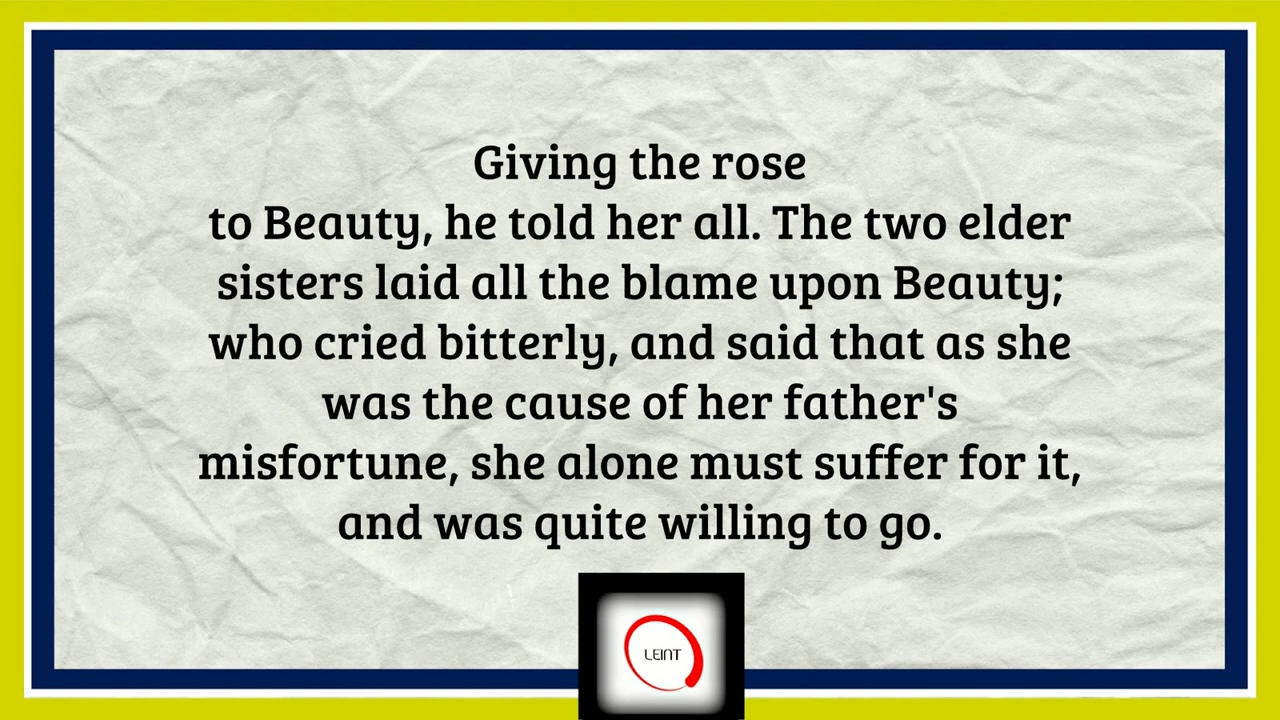 Giving the rose
to Beauty, he told her all. The two elder
sisters laid all the blame upon Beauty;
who cried bitterly, and said that as she
was the cause of her father's
misfortune, she alone must suffer for it,
and was quite willing to go.
LEINT